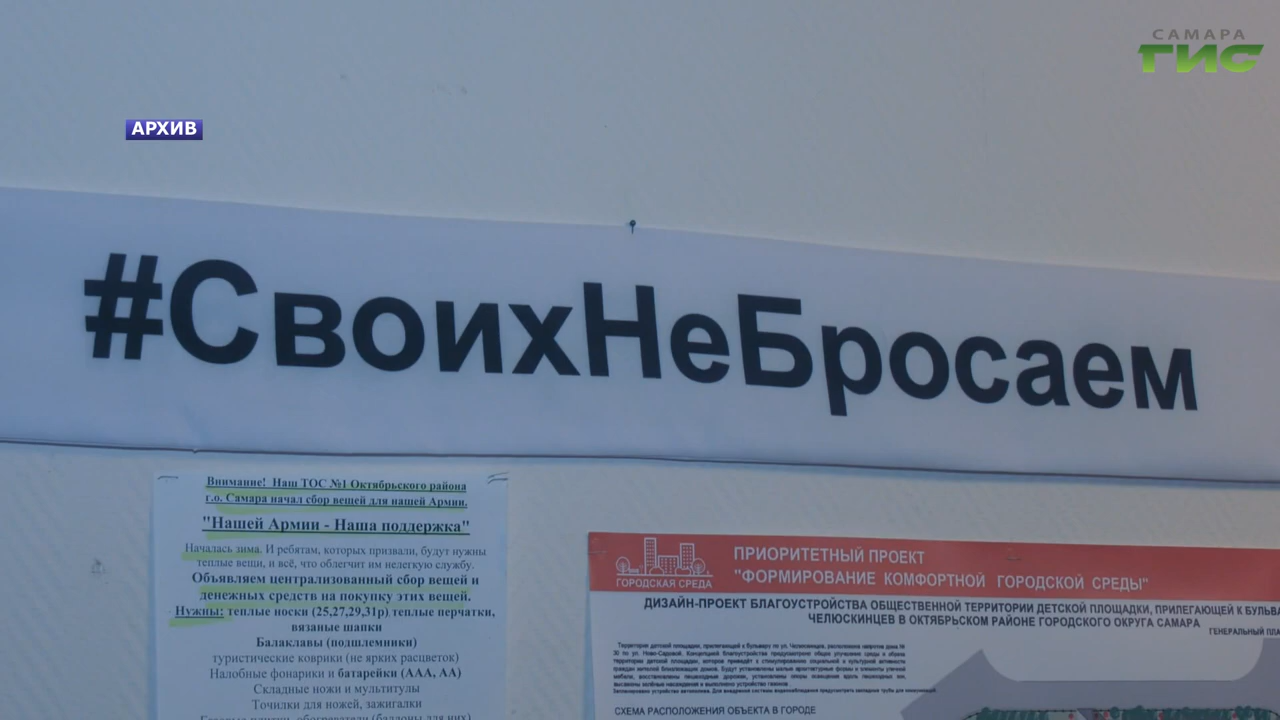 САМАРА
ГИС
АРХИВ
#СвоихНеБросаем
Внимание! Наш ТОС №1 Октябрьского района
г.о. Самара начал сбор вещей для нашей Армии.
"Нашей Армии - Наша поддержка"
Началась зима. И ребятам, которых призвали, будут нужны
теплые вещи, и всё, что облегчит им нелегкую службу.
Объявляем централизованный сбор вещей и
денежных средств на покупку этих вещей.
Нужны: теплые носки (25,27,29,31р) теплые перчатки,
вязаные шапки
Балаклавы (подшлемники)
туристические коврики (не ярких расцветок)
Налобные фонарики и батарейки (ААА, АА)
Складные ножи и мультитулы
Точилки для ножей, зажигалки
ГОРОДСКАЯ СРЕДА
ПРИОРИТЕТНЫЙ ПРОЕКТ
"ФОРМИРОВАНИЕ КОМФОРТНОЙ ГОРОДСКОЙ СРЕДЫ"
ДИЗАЙН-ПРОЕКТ БЛАГОУСТРОЙСТВА ОБЩЕСТВЕННОЙ ТЕРРИТОРИИ ДЕТСКОЙ ПЛОЩАДКИ, ПРИЛЕГАЮЩЕЙ К БУЛЬВА
ЧЕЛЮСКИНЦЕВ В ОКТЯБРЬСКОМ РАЙОНЕ ГОРОДСКОГО ОКРУГА САМАРА
ГЕНЕРАЛЬНЫЙ ПЛА
СХЕМА РАСПОЛОЖЕНИЯ ОБЪЕКТА В ГОРОДЕ